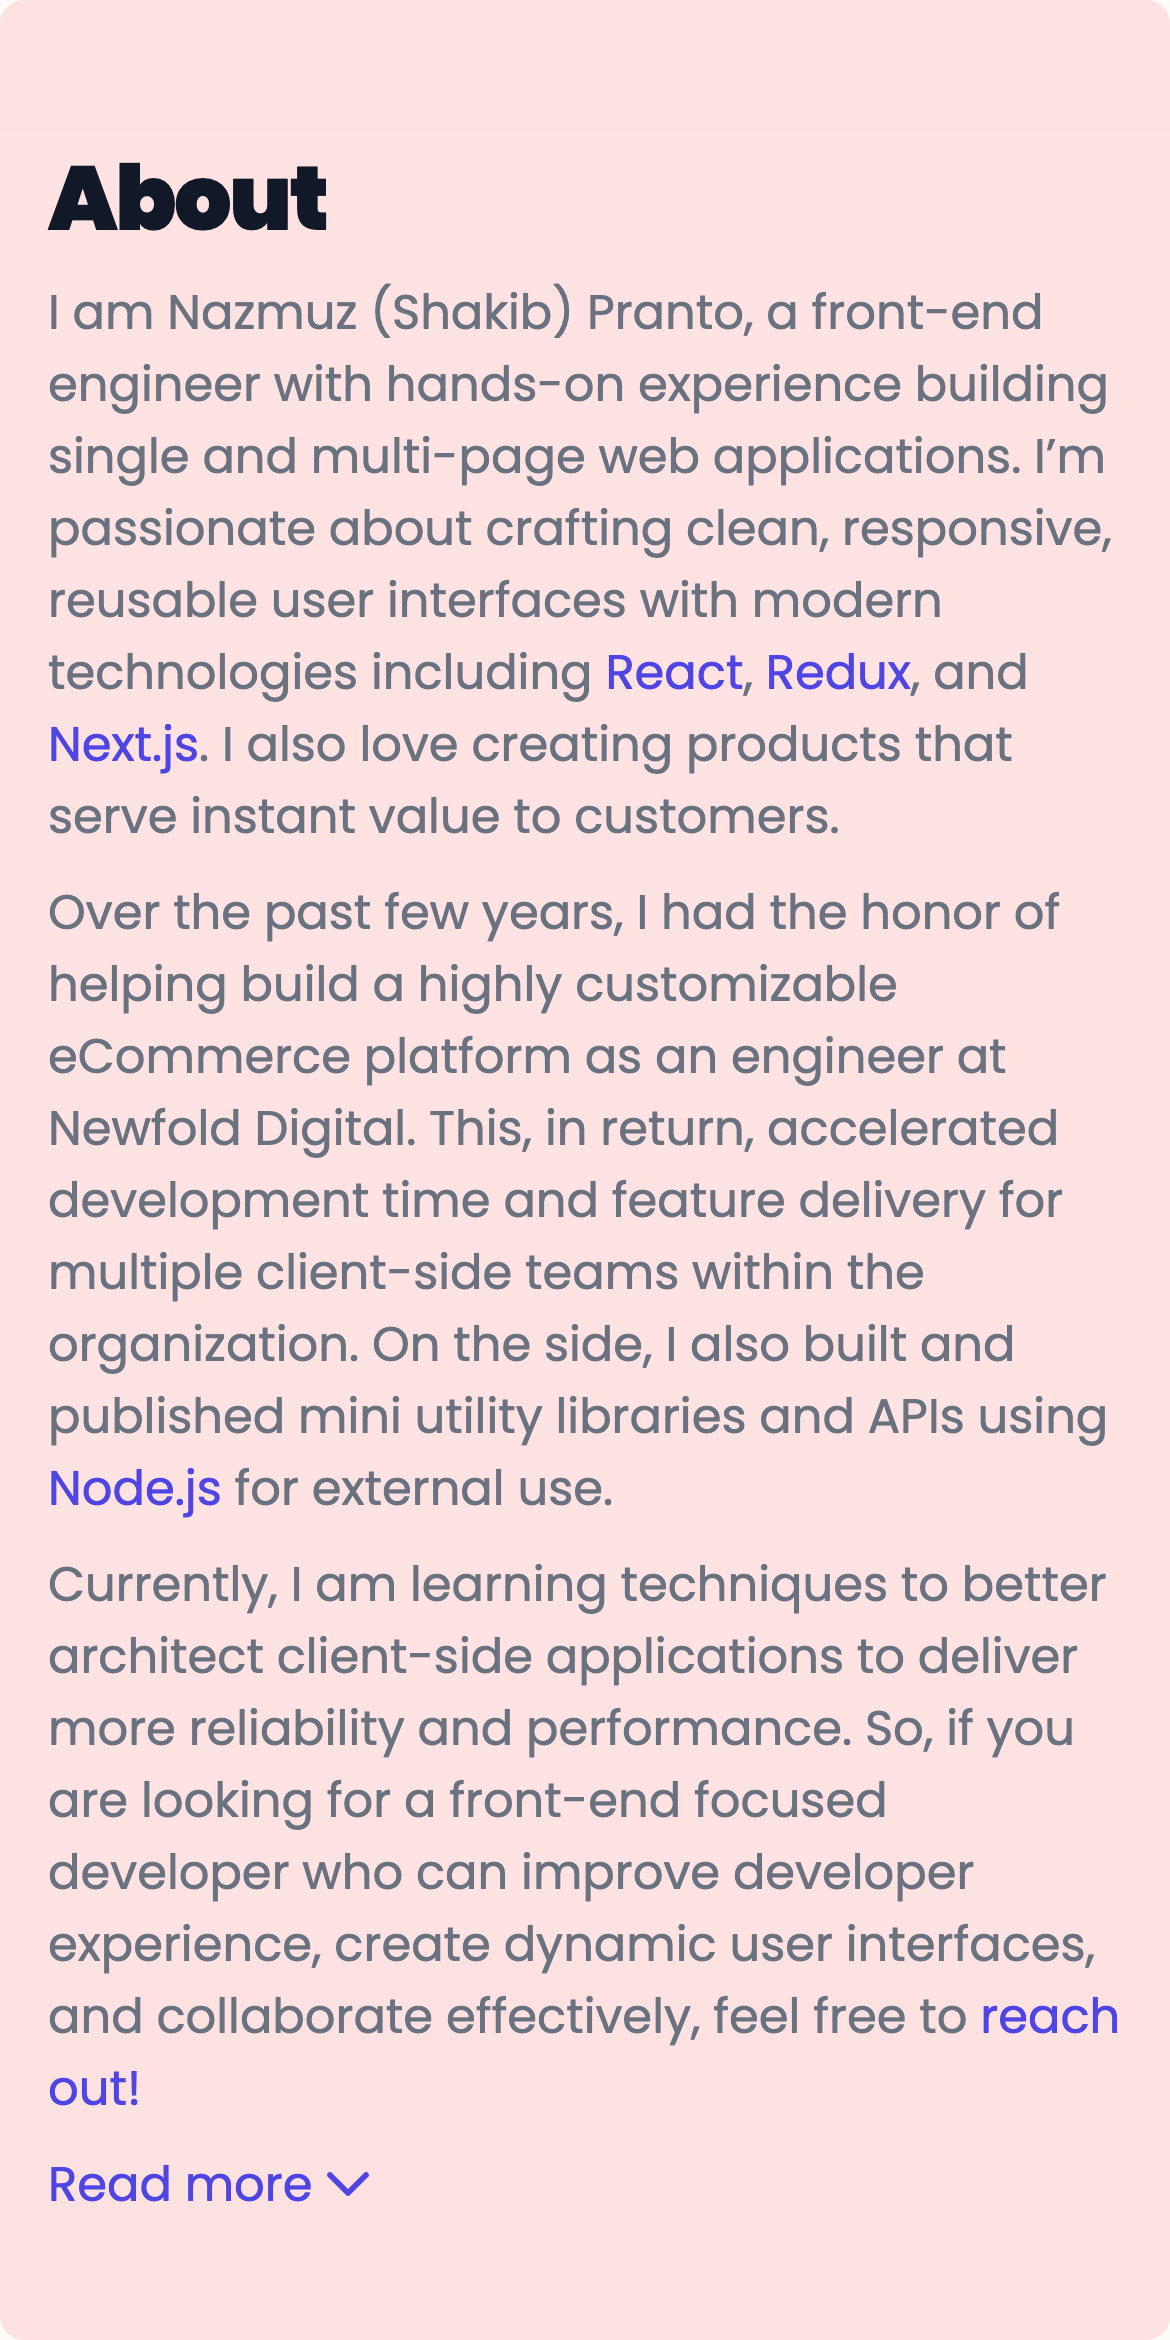 About
I am Nazmuz (Shakib) Pranto, a front-end
engineer with hands-on experience building
single and multi-page web applications. I’m
passionate about crafting clean, responsive,
reusable user interfaces with modern
technologies including React, Redux, and
Next.js. I also love creating products that
serve instant value to customers.
Over the past few years, I had the honor of
helping build a highly customizable
eCommerce platform as an engineer at
Newfold Digital. This, in return, accelerated
development time and feature delivery for
multiple client-side teams within the
organization. On the side, I also built and
published mini utility libraries and APIs using
Node.js for external use.
Currently, I am learning techniques to better
architect client-side applications to deliver
more reliability and performance. So, if you
are looking for a front-end focused
developer who can improve developer
experience, create dynamic user interfaces,
and collaborate effectively, feel free to reach
out!
Read more